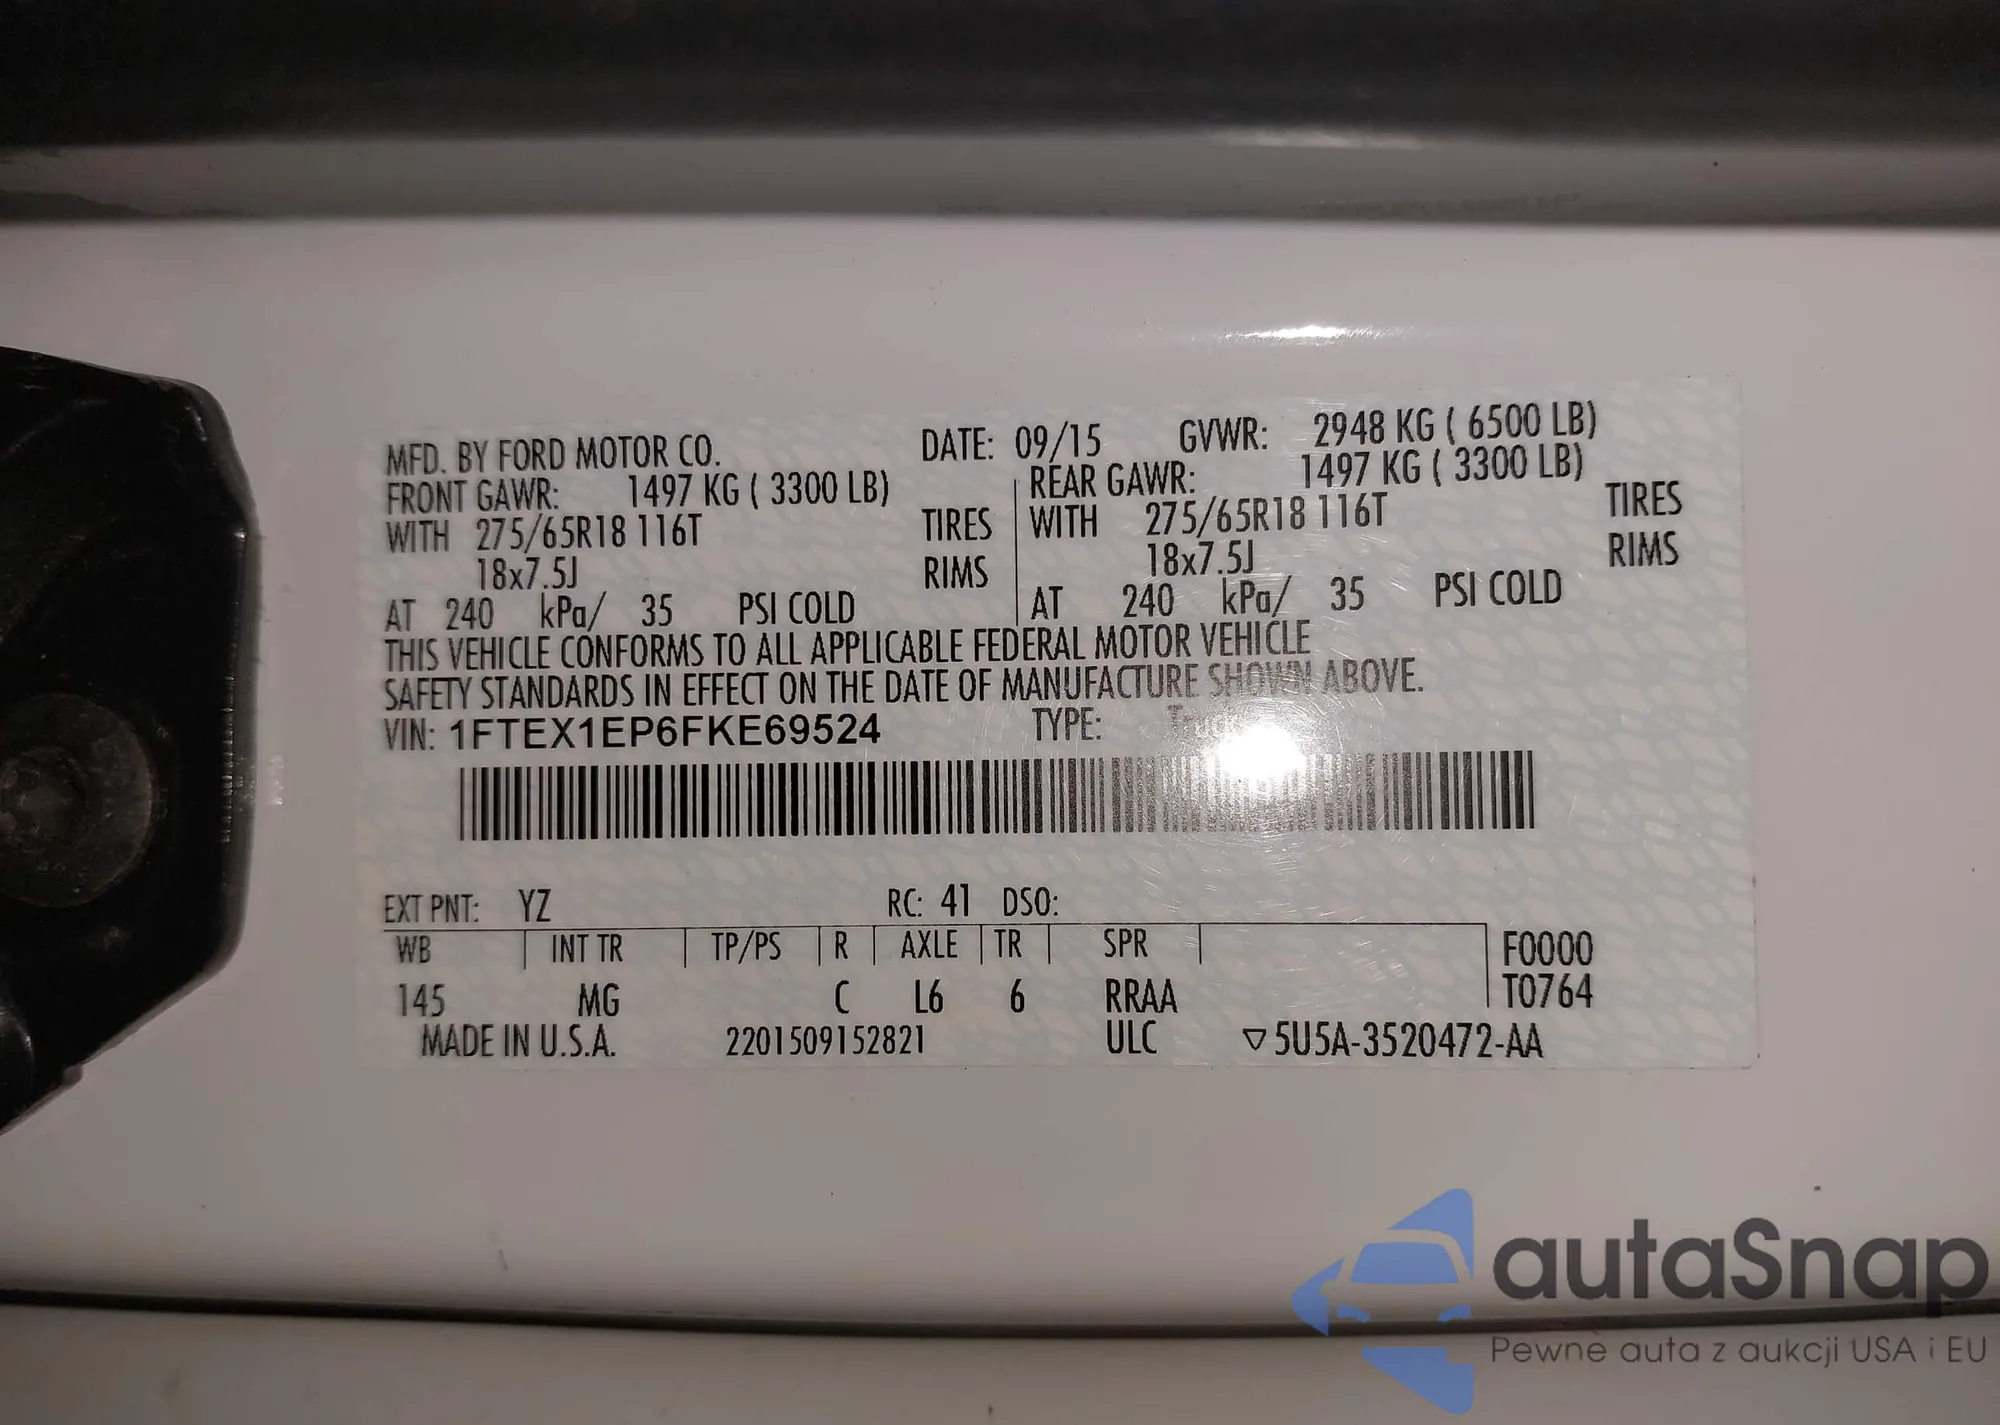 MFD. BY FORD MOTOR CO. DATE: 09/15 GVWR: 2948 KG ( 6500 LB)
FRONT GAWR: 1497 KG ( 3300 LB) REAR GAWR: 1497 KG ( 3300 LB)
WITH 275/65R18 116T TIRES WITH 275/65R18 116T TIRES
18x7.5J RIMS 18x7.5J RIMS
AT 240 kPa/ 35 PSI COLD AT 240 kPa/ 35 PSI COLD
THIS VEHICLE CONFORMS TO ALL APPLICABLE FEDERAL MOTOR VEHICLE
SAFETY STANDARDS IN EFFECT ON THE DATE OF MANUFACTURE SHOWN ABOVE.
VIN: 1FTEX1EP6FKE69524 TYPE:
EXT PNT: YZ RC: 41 DSO:
WB INT TR TP/PS R AXLE TR SPR F0000
145 MG C L6 6 RRAA T0764
MADE IN U.S.A. 2201509152821 ULC ▽5U5A-3520472-AA
autaSnap
Pewne auta z aukcji USA i EU